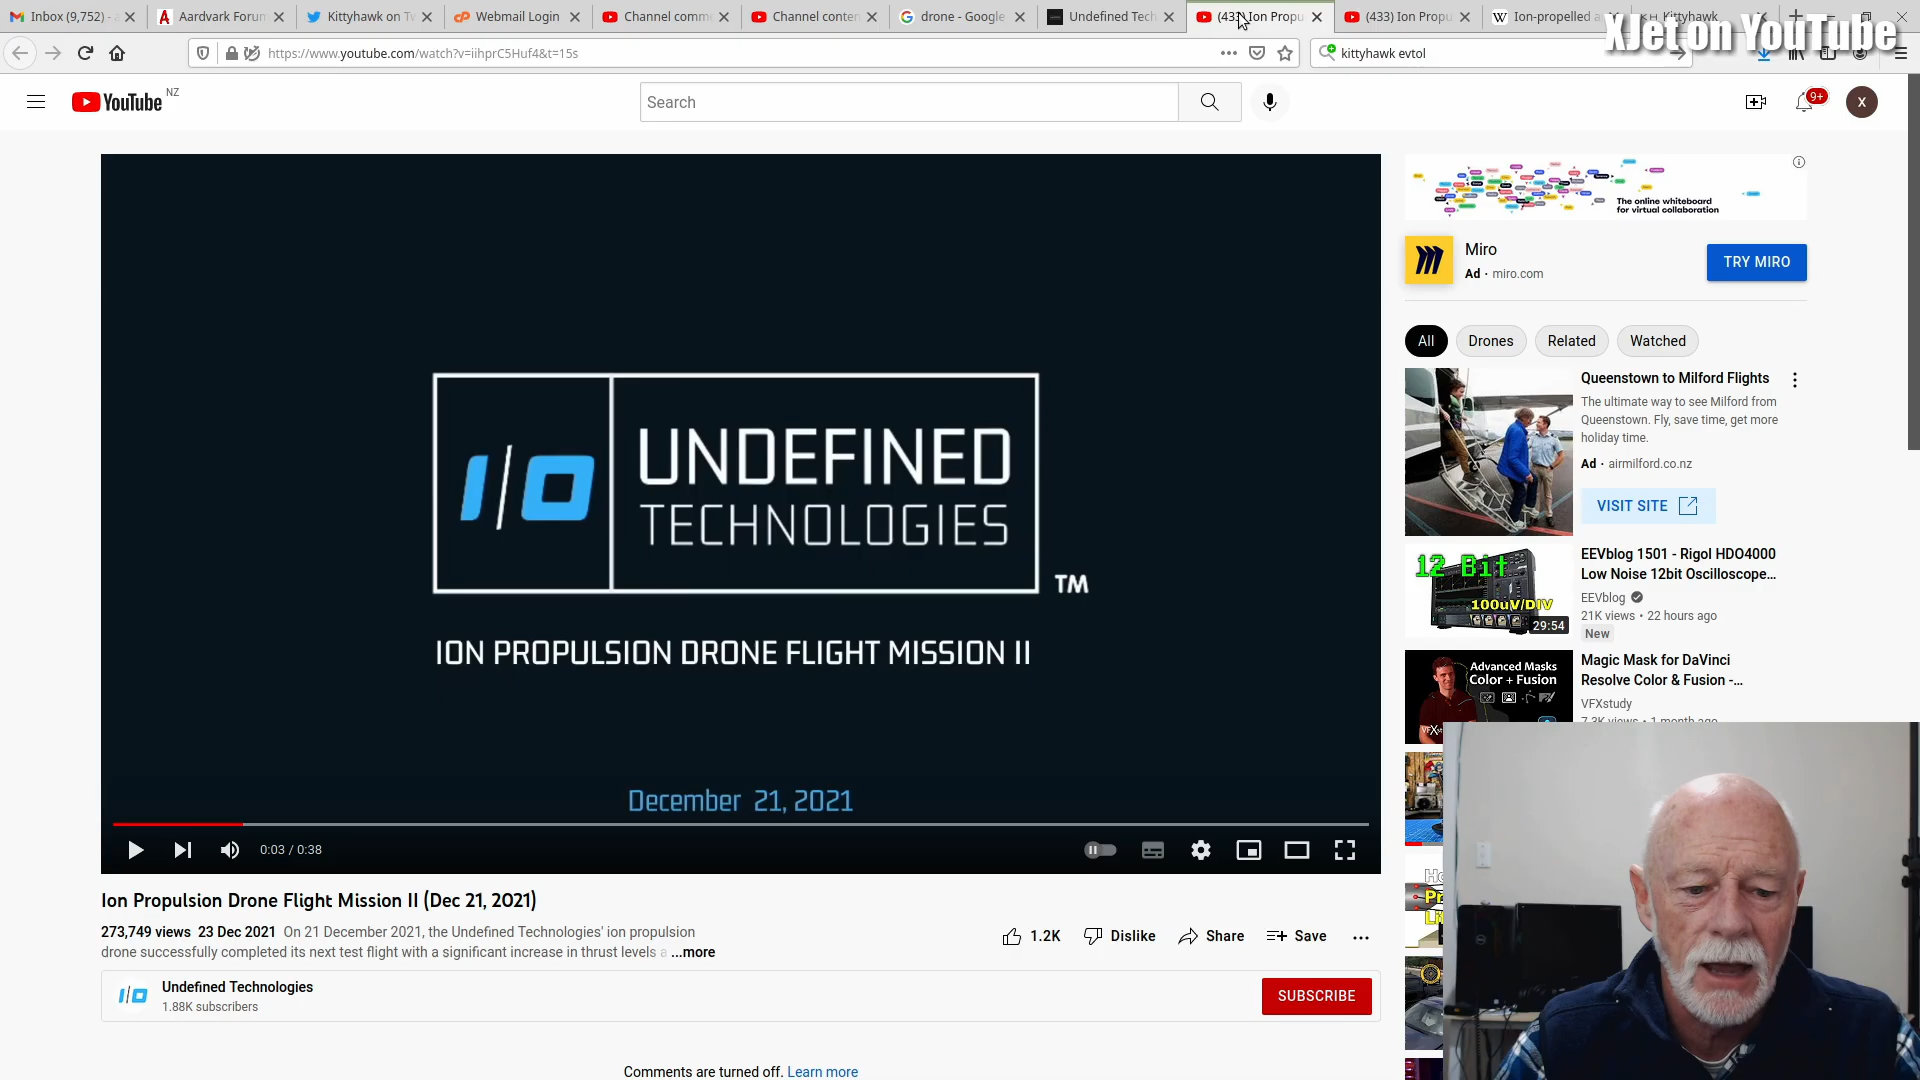 Inbox (9,752) -
Aardvark Forum
Kittyhawk on Tw
Webmail Login
Channel comme
Channel conten
drone - Google
Undefined Tech
(433) Ion Propu
(433) Ion Propu
Ion-propelled a
Kittyhawk
XJet on YouTube
https://www.youtube.com/watch?v=iihprC5Huf4&t=15s
kittyhawk evtol
YouTube NZ
Search
9+
X
The online whiteboard
for virtual collaboration
Miro
Ad · miro.com
TRY MIRO
All
Drones
Related
Watched
I/O
UNDEFINED
TECHNOLOGIES
TM
ION PROPULSION DRONE FLIGHT MISSION II
December 21, 2021
0:03 / 0:38
Queenstown to Milford Flights
The ultimate way to see Milford from
Queenstown. Fly, save time, get more
holiday time.
Ad · airmilford.co.nz
VISIT SITE
12 Bit
100uV/DIV
29:54
EEVblog 1501 - Rigol HDO4000
Low Noise 12bit Oscilloscope...
EEVblog
21K views • 22 hours ago
New
Advanced Masks
Color + Fusion
Magic Mask for DaVinci
Resolve Color & Fusion -...
VFXstudy
7.3K views • 1 month ago
Ion Propulsion Drone Flight Mission II (Dec 21, 2021)
273,749 views 23 Dec 2021 On 21 December 2021, the Undefined Technologies' ion propulsion
drone successfully completed its next test flight with a significant increase in thrust levels a ...more
1.2K
Dislike
Share
Save
I/O
Undefined Technologies
1.88K subscribers
SUBSCRIBE
Comments are turned off. Learn more